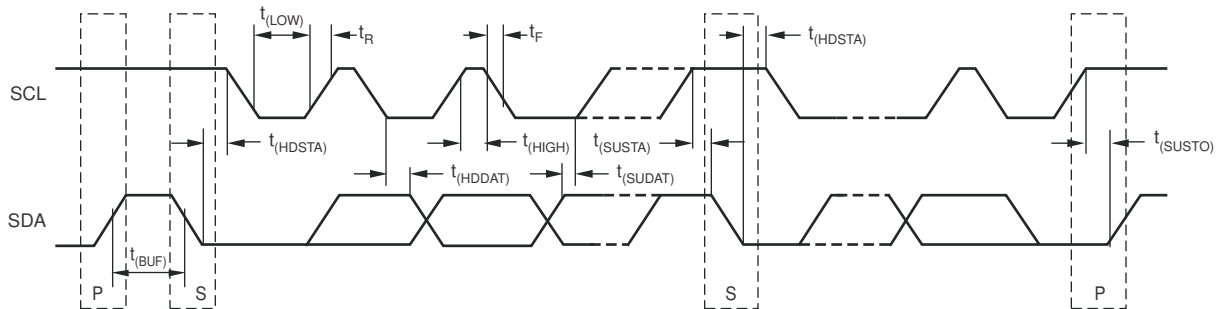 t(LOW)
tR
tF
t(HDSTA)
SCL
t(HDSTA)
t(HIGH)
t(SUSTA)
t(SUSTO)
t(HDDAT)
t(SUDAT)
SDA
t(BUF)
P
S
S
P